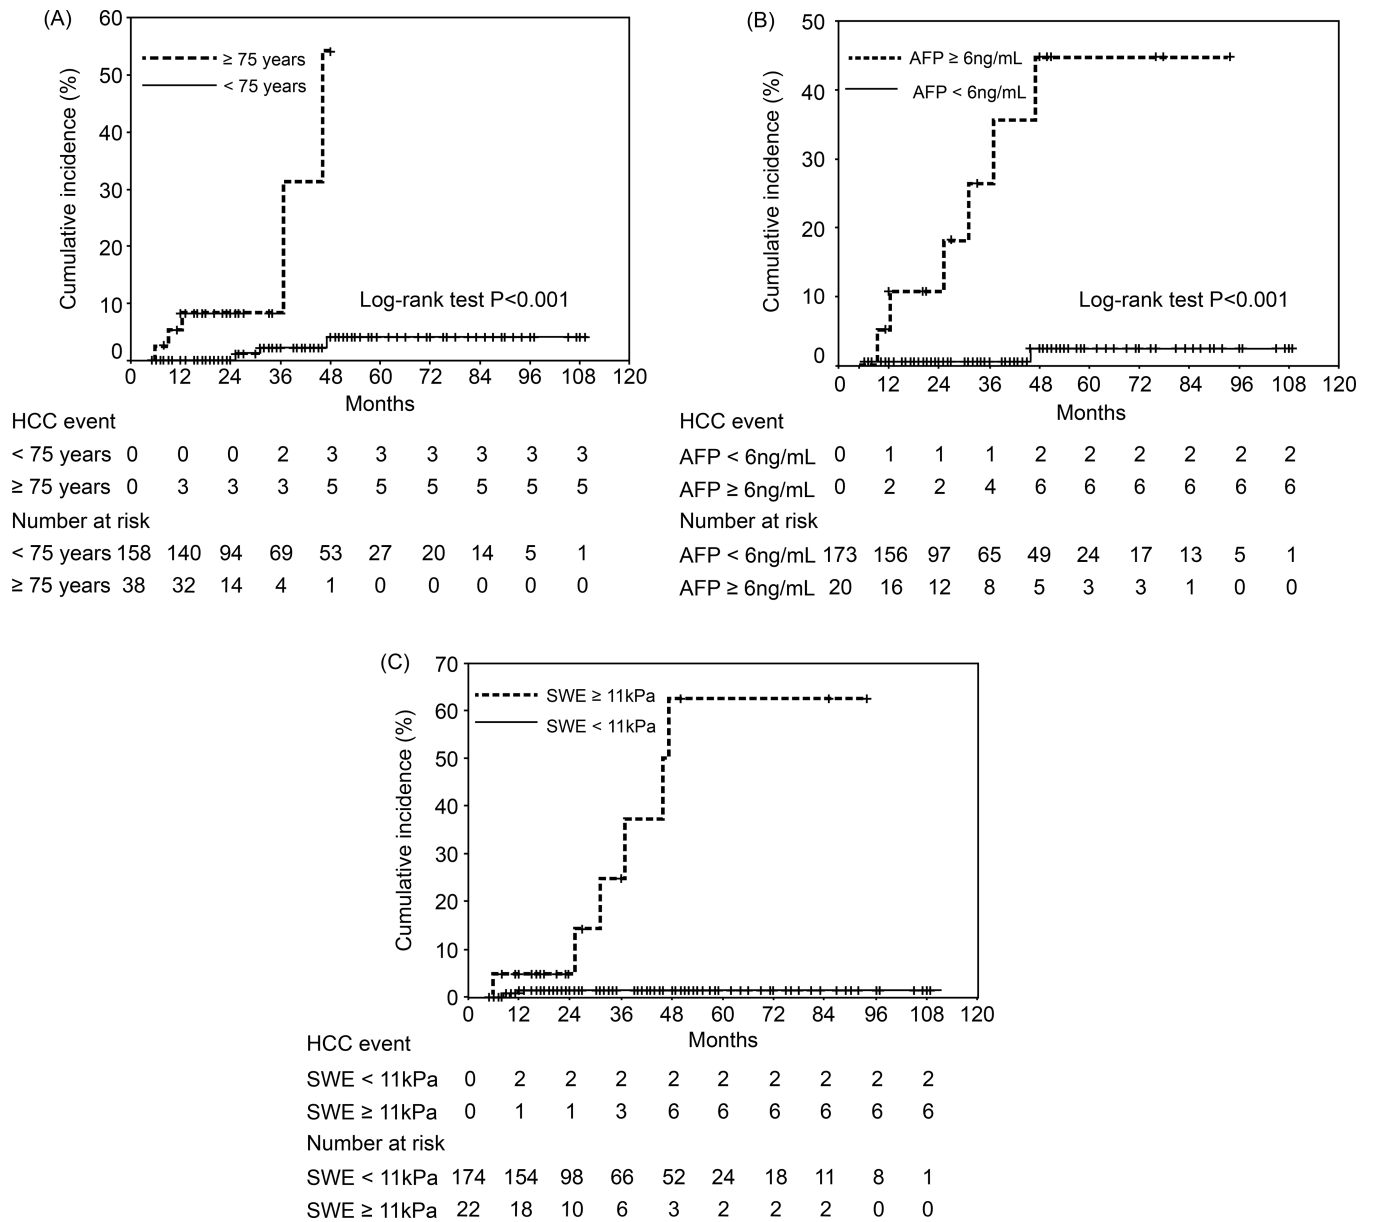 (A)
60
50
40
30
20
10
0
Cumulative incidence (%)
≥ 75 years
< 75 years
Log-rank test P<0.001
0 12 24 36 48 60 72 84 96 108 120
Months
HCC event
< 75 years 0 0 0 2 3 3 3 3 3 3
≥ 75 years 0 3 3 3 5 5 5 5 5 5
Number at risk
< 75 years 158 140 94 69 53 27 20 14 5 1
≥ 75 years 38 32 14 4 1 0 0 0 0 0
(B)
50
40
30
20
10
0
Cumulative incidence (%)
AFP ≥ 6ng/mL
AFP < 6ng/mL
Log-rank test P<0.001
0 12 24 36 48 60 72 84 96 108 120
Months
HCC event
AFP < 6ng/mL 0 1 1 1 2 2 2 2 2 2
AFP ≥ 6ng/mL 0 2 2 4 6 6 6 6 6 6
Number at risk
AFP < 6ng/mL 173 156 97 65 49 24 17 13 5 1
AFP ≥ 6ng/mL 20 16 12 8 5 3 3 1 0 0
(C)
70
60
50
40
30
20
10
0
Cumulative incidence (%)
SWE ≥ 11kPa
SWE < 11kPa
0 12 24 36 48 60 72 84 96 108 120
Months
HCC event
SWE < 11kPa 0 2 2 2 2 2 2 2 2 2
SWE ≥ 11kPa 0 1 1 3 6 6 6 6 6 6
Number at risk
SWE < 11kPa 174 154 98 66 52 24 18 11 8 1
SWE ≥ 11kPa 22 18 10 6 3 2 2 2 0 0